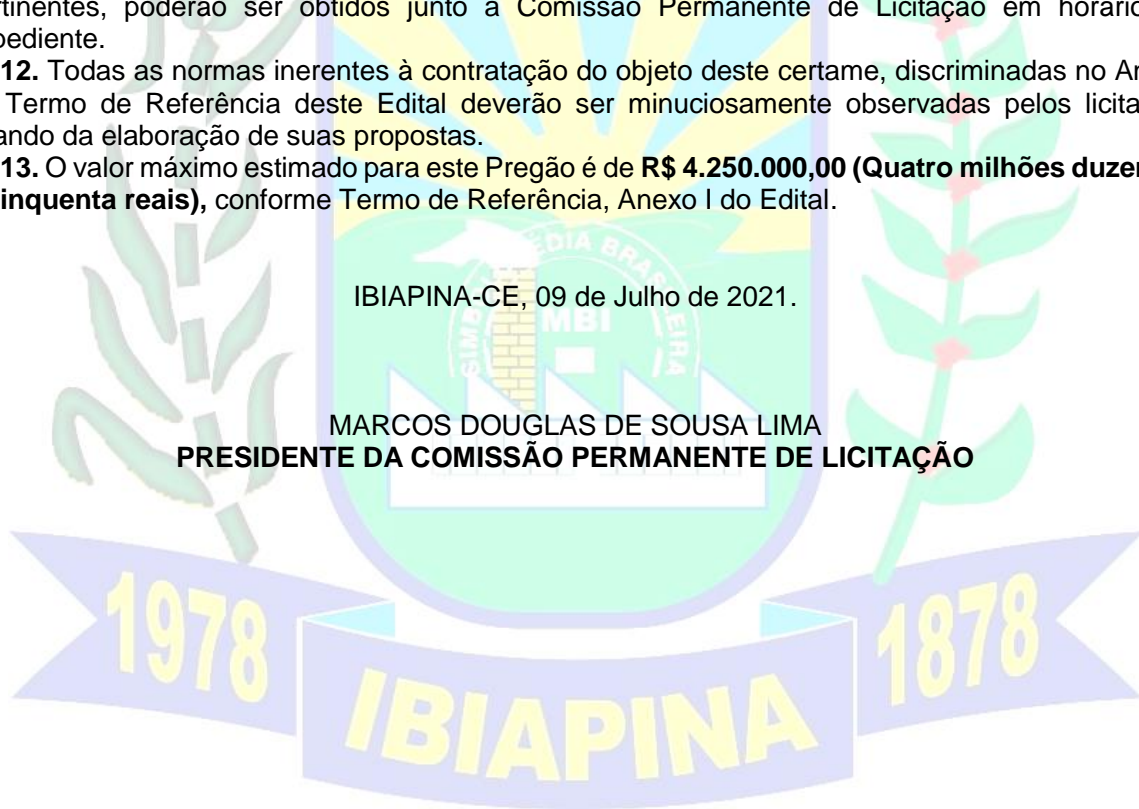 rtinentes, poderão ser obtidos junto à Comissão Permanente de Licitação em horário
pediente.
12. Todas as normas inerentes à contratação do objeto deste certame, discriminadas no An
Termo de Referência deste Edital deverão ser minuciosamente observadas pelos licita
ando da elaboração de suas propostas.
13. O valor máximo estimado para este Pregão é de R$ 4.250.000,00 (Quatro milhões duzen
inquenta reais), conforme Termo de Referência, Anexo I do Edital.
IBIAPINA-CE, 09 de Julho de 2021.
MARCOS DOUGLAS DE SOUSA LIMA
PRESIDENTE DA COMISSÃO PERMANENTE DE LICITAÇÃO
MBI
1978
1878
IBIAPINA